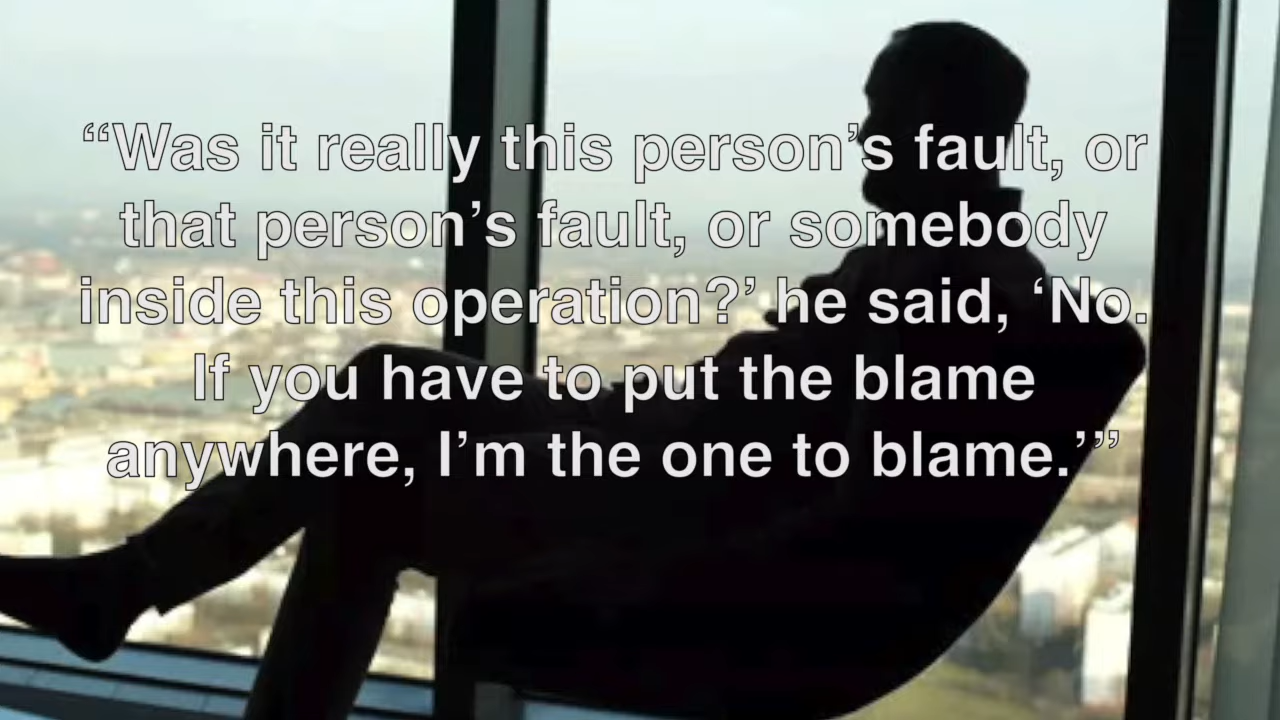 “Was it really this person’s fault, or
that person’s fault, or somebody
inside this operation?’ he said, ‘No.
If you have to put the blame
anywhere, I’m the one to blame.’”